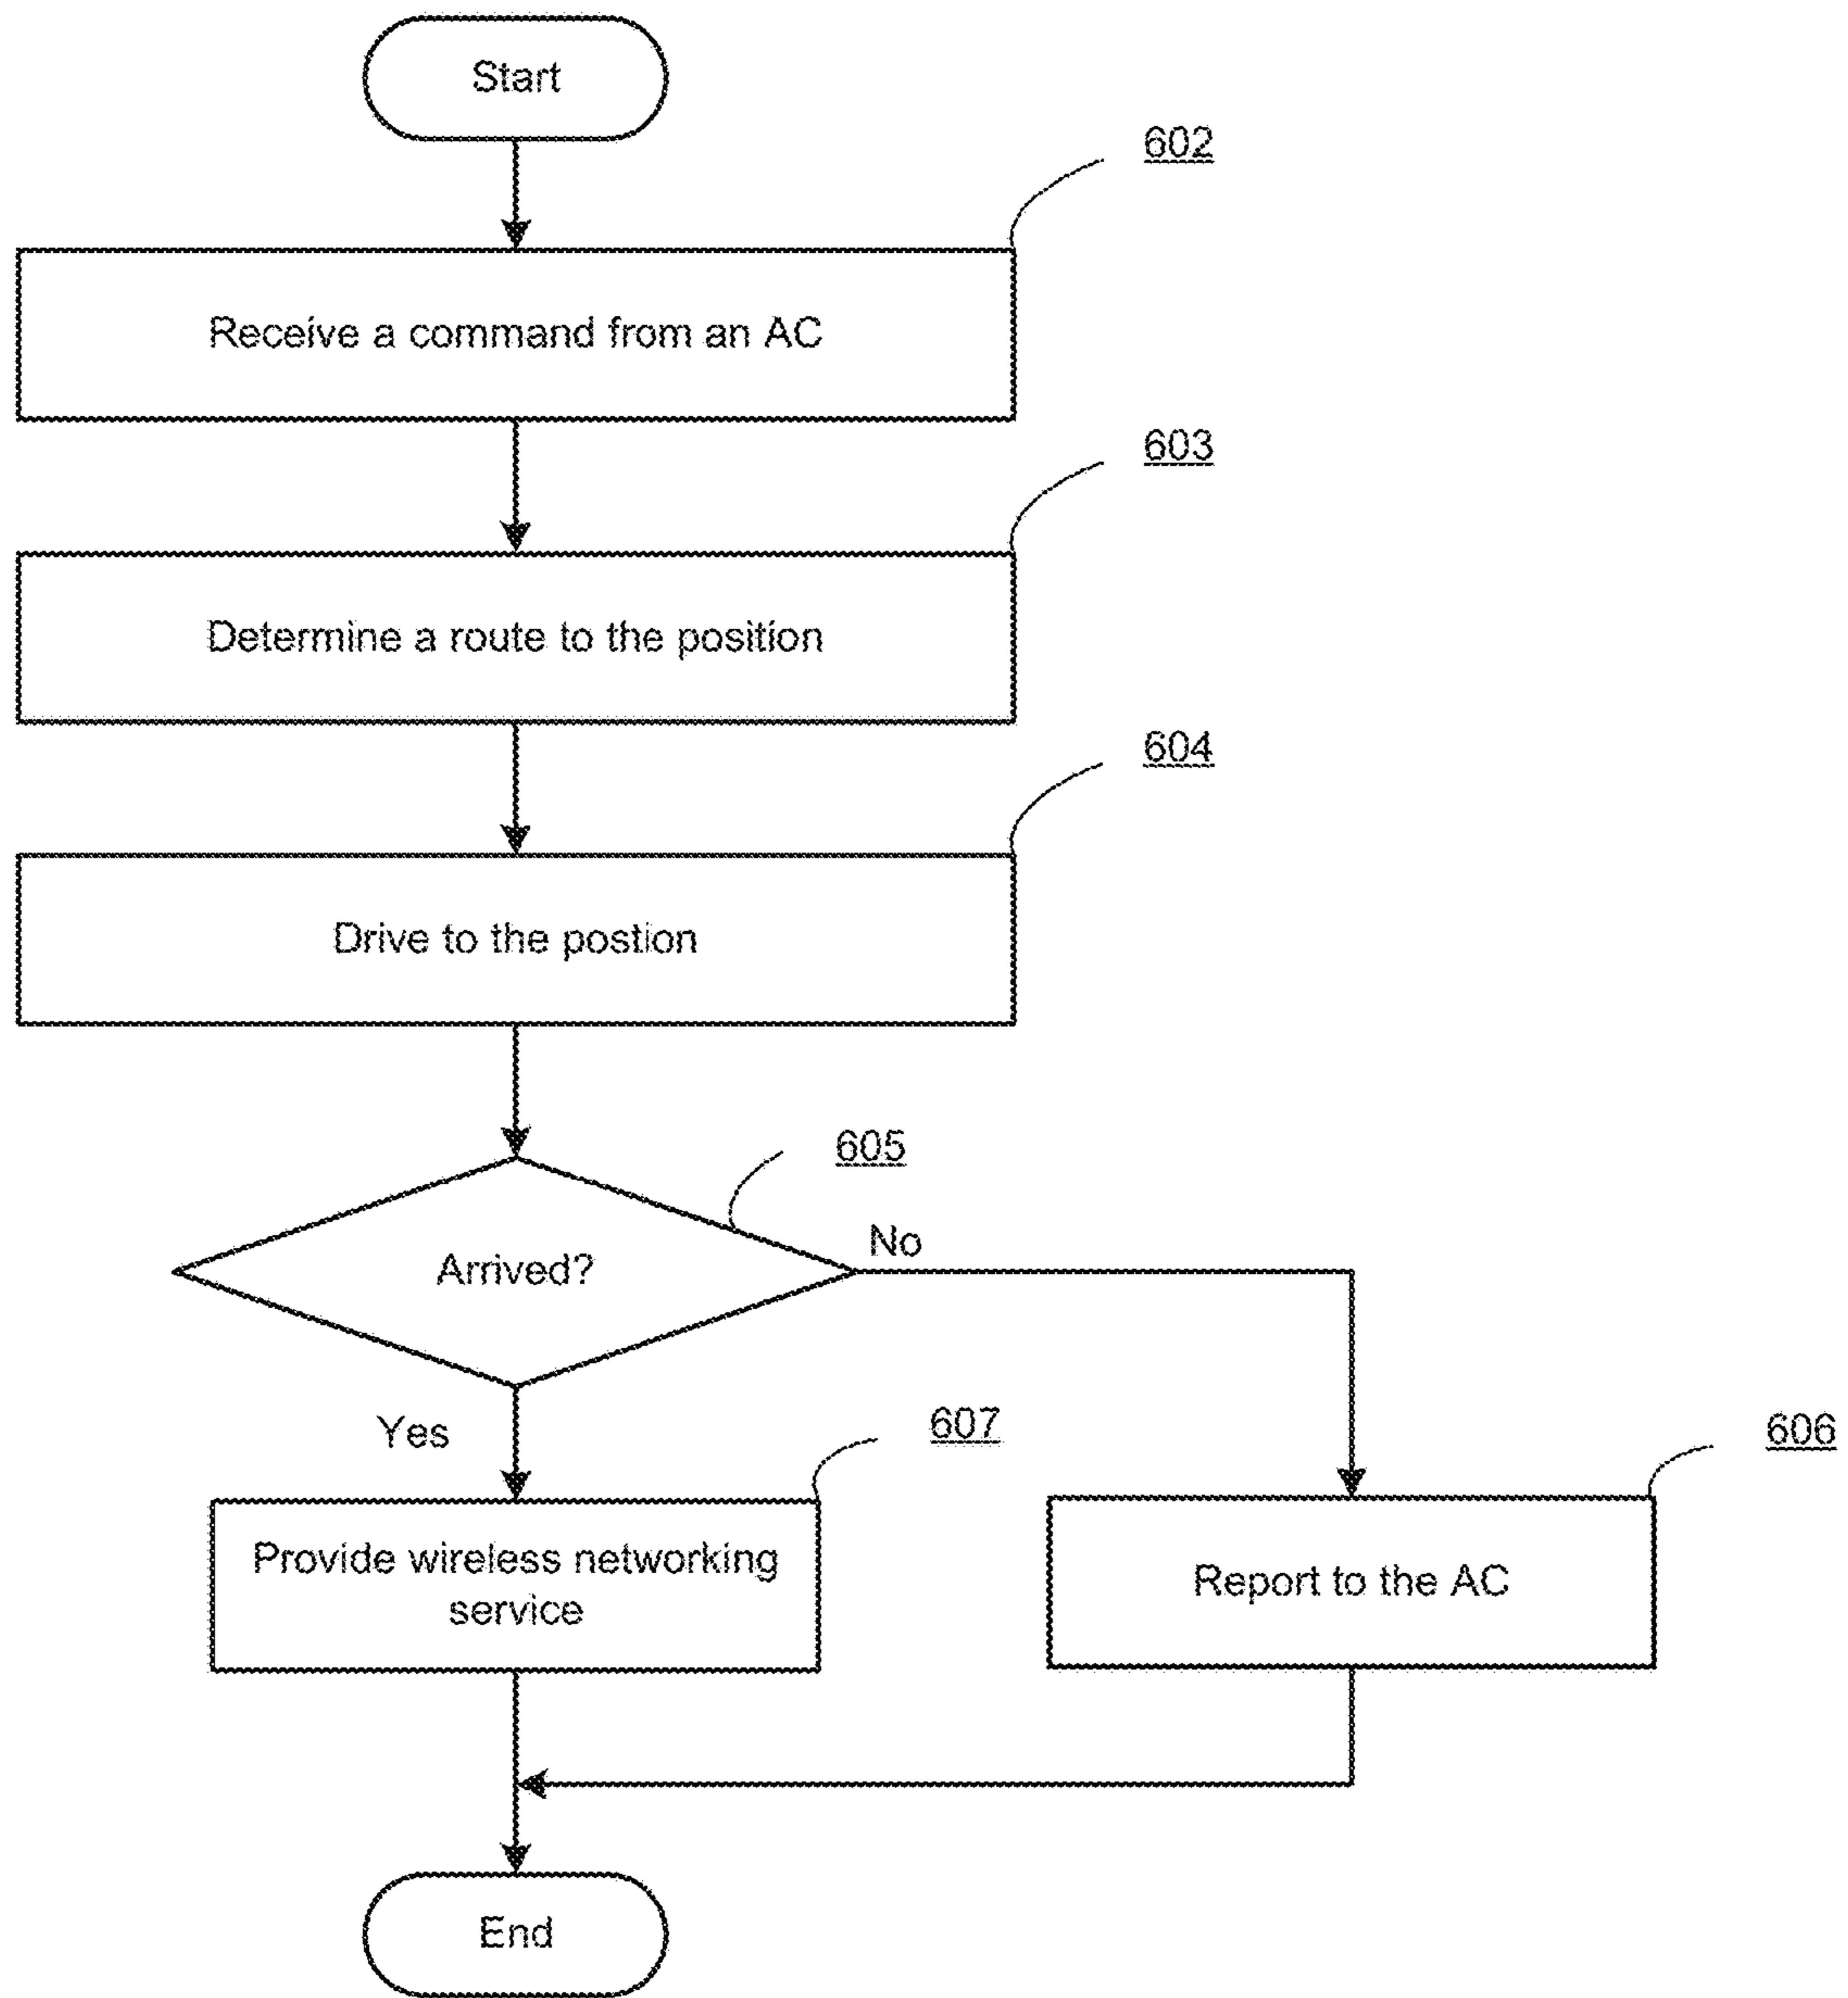 Start
602
Receive a command from an AC
603
Determine a route to the position
604
Drive to the postion
605
Arrived?
No
Yes
607
Provide wireless networking
service
606
Report to the AC
End